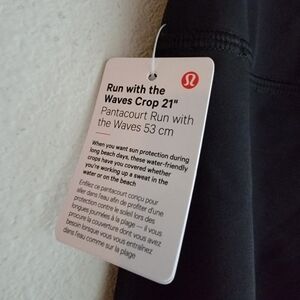 Run with the
Waves Crop 21"
Pantacourt Run with
the Waves 53 cm
When you want sun protection during
long beach days, these water-friendly
crops have you covered whether
you're working up a sweat in the
water or on the beach
Enfilez ce pantacourt conçu pour
aller dans l'eau afin de profiter d'une
protection contre le soleil lors des
longues journées à la plage — il vous
procure la couverture dont vous avez
besoin lorsque vous vous entraînez
dans l'eau comme sur la plage